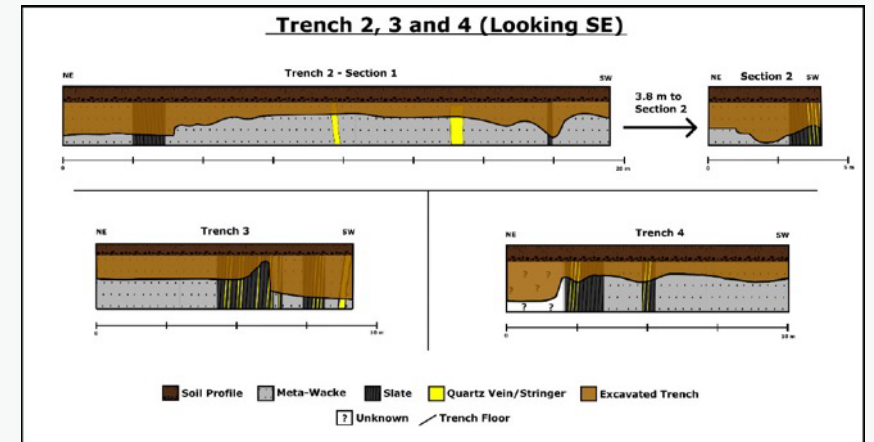 Trench 2, 3 and 4 (Looking SE)
NE
Trench 2 - Section 1
SW
3.8 m to
Section 2
NE
Section 2
SW
0
20 m
0
5 m
NE
Trench 3
SW
0
10 m
NE
Trench 4
SW
? ?
? ?
? ?
0
10 m
Soil Profile
Meta-Wacke
Slate
Quartz Vein/Stringer
Excavated Trench
? Unknown
Trench Floor